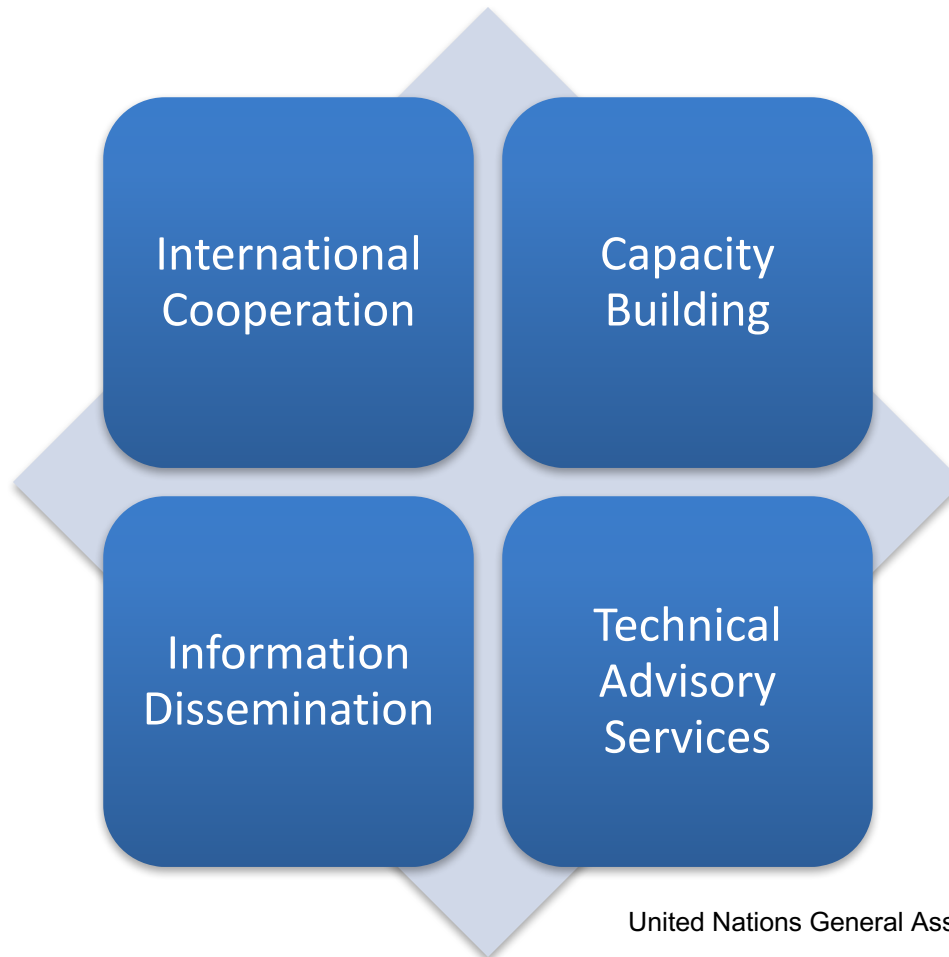 International
Cooperation
Capacity
Building
Information
Dissemination
Technical
Advisory
Services
United Nations General